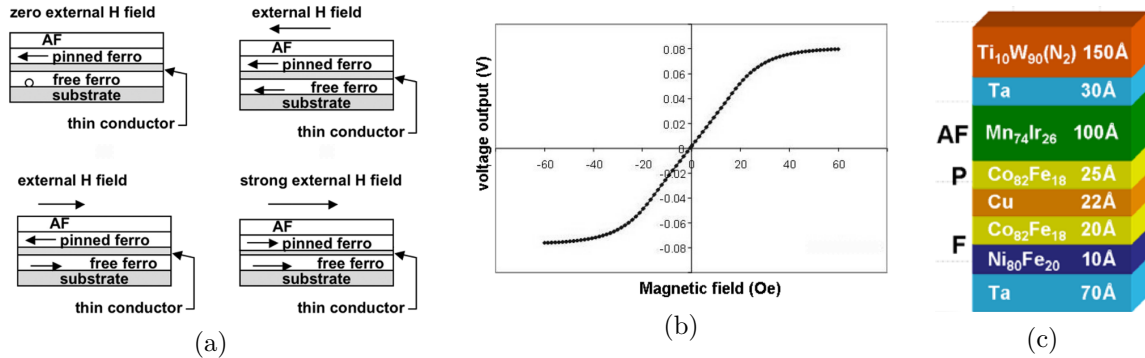 zero external H field
AF
pinned ferro
free ferro
substrate
thin conductor
external H field
AF
pinned ferro
free ferro
substrate
thin conductor
external H field
AF
pinned ferro
free ferro
substrate
thin conductor
strong external H field
AF
pinned ferro
free ferro
substrate
thin conductor
(a)
voltage output (V)
0.08
0.06
0.04
0.02
0
-0.02
-0.04
-0.06
-0.08
-60 -40 -20 0 20 40 60
Magnetic field (Oe)
(b)
Ti10W90(N2) 150Å
Ta 30Å
AF Mn74Ir26 100Å
P Co82Fe18 25Å
Cu 22Å
Co82Fe18 20Å
F
Ni80Fe20 10Å
Ta 70Å
(c)